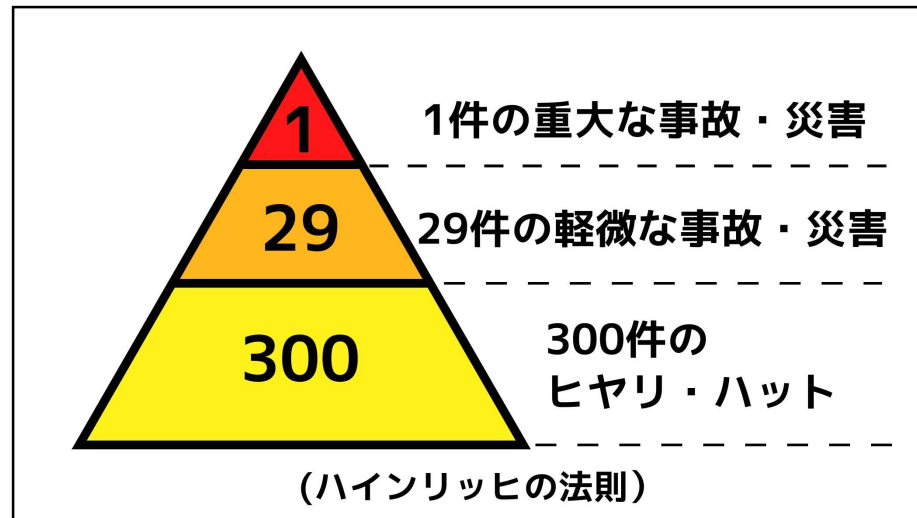 1
1件の重大な事故・災害
29
29件の軽微な事故・災害
300
300件の
ヒヤリ・ハット
(ハインリッヒの法則)